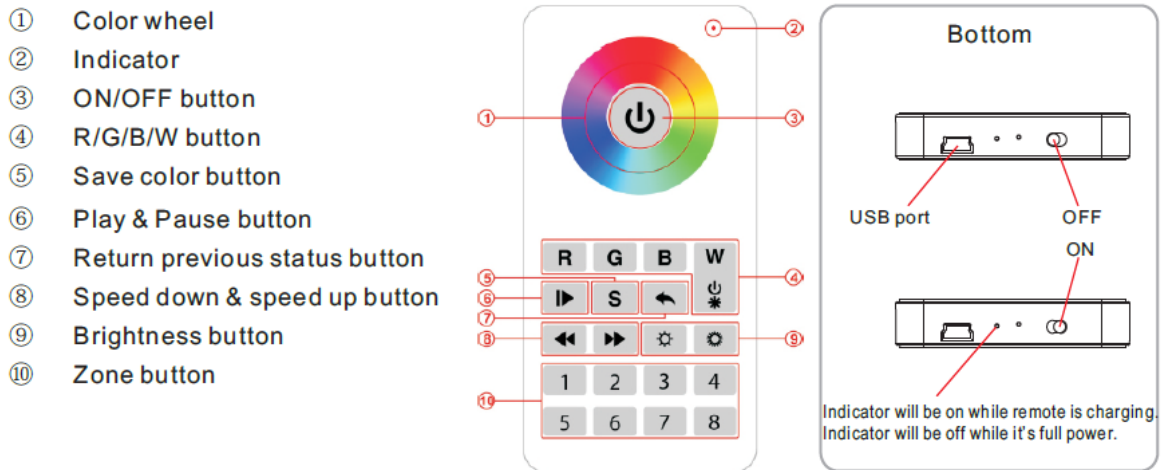 ① Color wheel
② Indicator
③ ON/OFF button
④ R/G/B/W button
⑤ Save color button
⑥ Play & Pause button
⑦ Return previous status button
⑧ Speed down & speed up button
⑨ Brightness button
⑩ Zone button
②
① ③
R G B W
⑤
⑥ S ④
⑦
⑧ ⑨
1 2 3 4
⑩
5 6 7 8
Bottom
USB port OFF
ON
Indicator will be on while remote is charging.
Indicator will be off while it's full power.